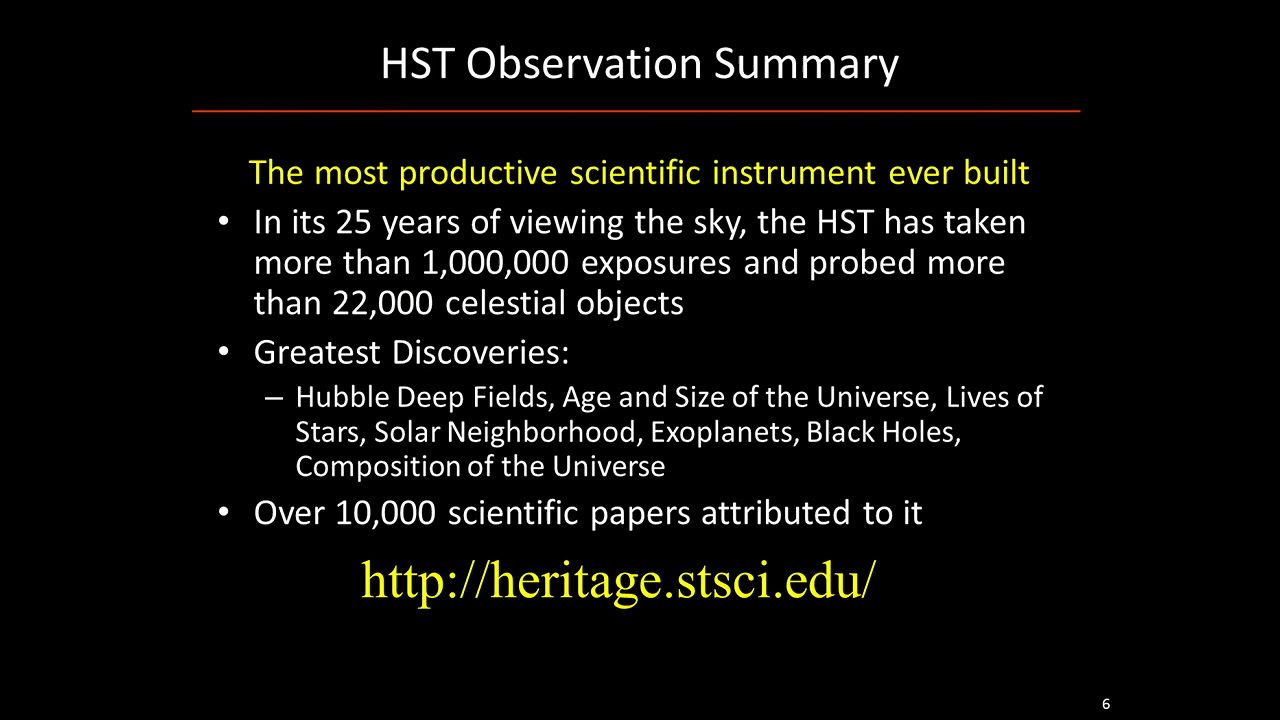 HST Observation Summary
The most productive scientific instrument ever built
• In its 25 years of viewing the sky, the HST has taken
more than 1,000,000 exposures and probed more
than 22,000 celestial objects
• Greatest Discoveries:
– Hubble Deep Fields, Age and Size of the Universe, Lives of
Stars, Solar Neighborhood, Exoplanets, Black Holes,
Composition of the Universe
• Over 10,000 scientific papers attributed to it
http://heritage.stsci.edu/
6